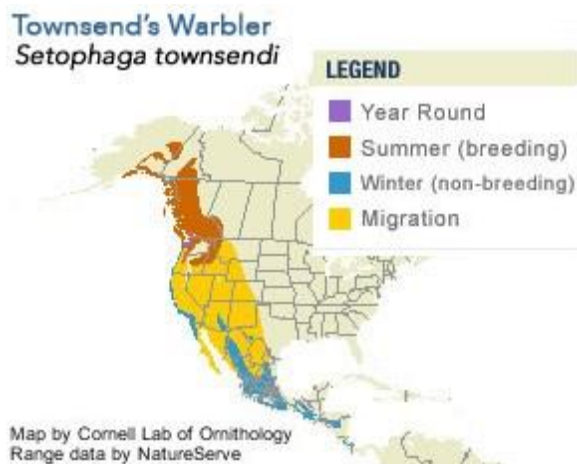 Townsend's Warbler
Setophaga townsendi
LEGEND
Year Round
Summer (breeding)
Winter (non-breeding)
Migration
Map by Cornell Lab of Ornithology
Range data by NatureServe